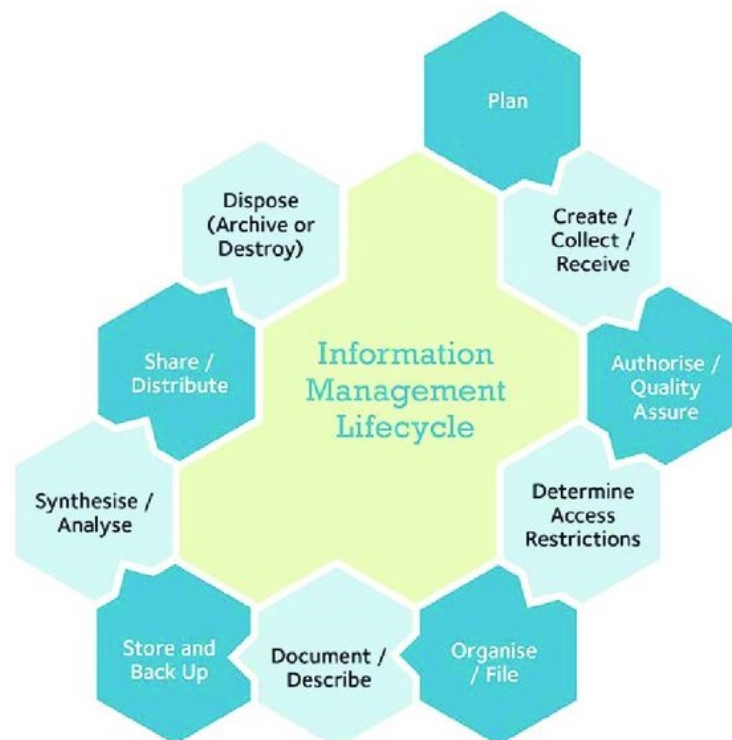 Plan
Create /
Collect /
Receive
Authorise /
Quality
Assure
Determine
Access
Restrictions
Organise
/ File
Document /
Describe
Store and
Back Up
Synthesise /
Analyse
Share /
Distribute
Dispose
(Archive or
Destroy)
Information
Management
Lifecycle